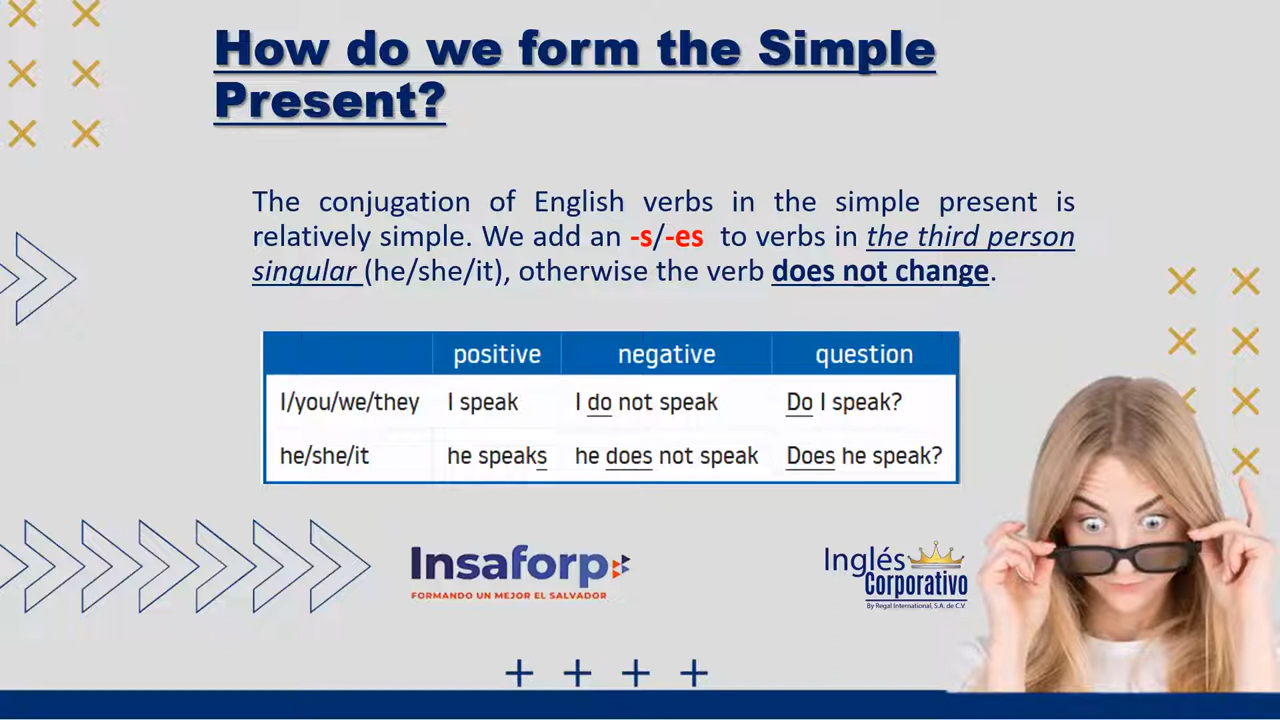 How do we form the Simple
Present?
The conjugation of English verbs in the simple present is
relatively simple. We add an -s/-es to verbs in the third person
singular (he/she/it), otherwise the verb does not change.
positive negative question
I/you/we/they I speak I do not speak Do I speak?
he/she/it he speaks he does not speak Does he speak?
Insaforp
FORMANDO UN MEJOR EL SALVADOR
Inglés
Corporativo
By Regal International, S.A. de C.V.